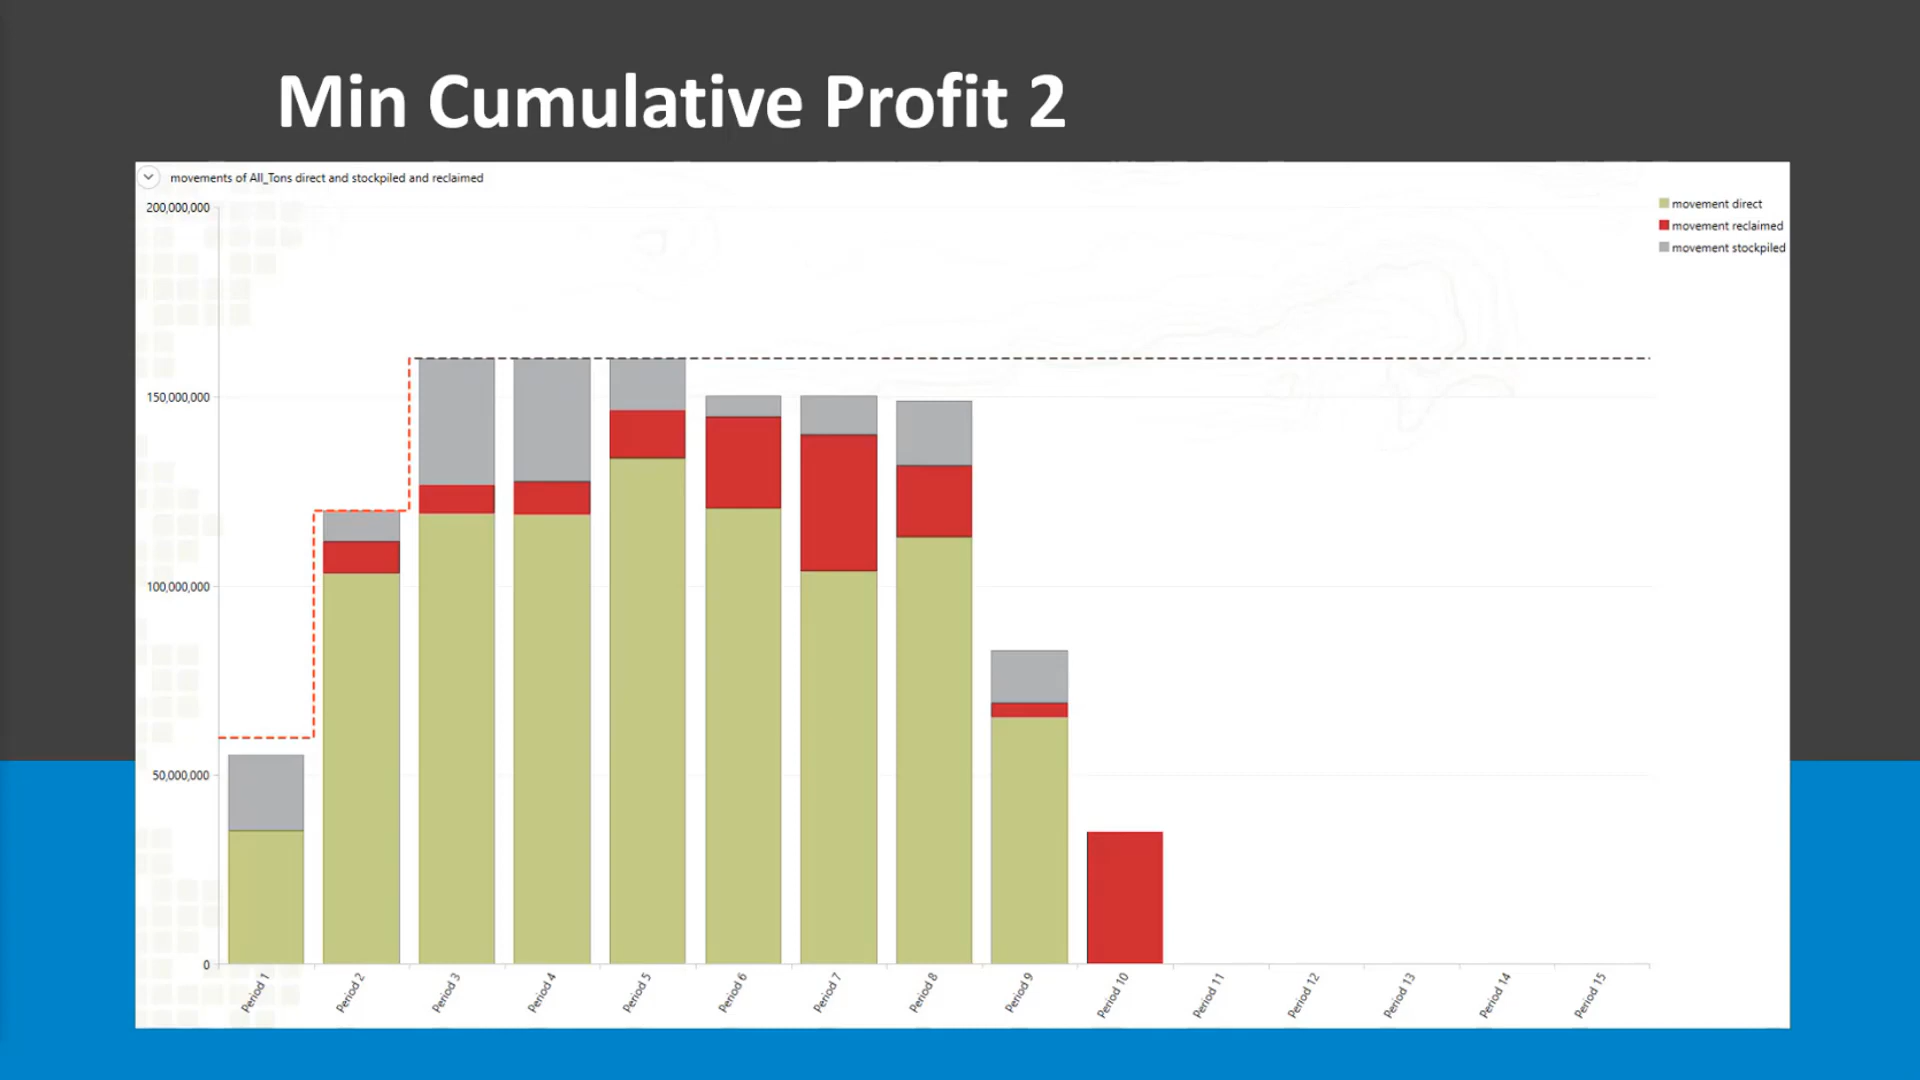 Min Cumulative Profit 2
movements of All_Tons direct and stockpiled and reclaimed
200,000,000
150,000,000
100,000,000
50,000,000
0
movement direct
movement reclaimed
movement stockpiled
Period 1
Period 2
Period 3
Period 4
Period 5
Period 6
Period 7
Period 8
Period 9
Period 10
Period 11
Period 12
Period 13
Period 14
Period 15